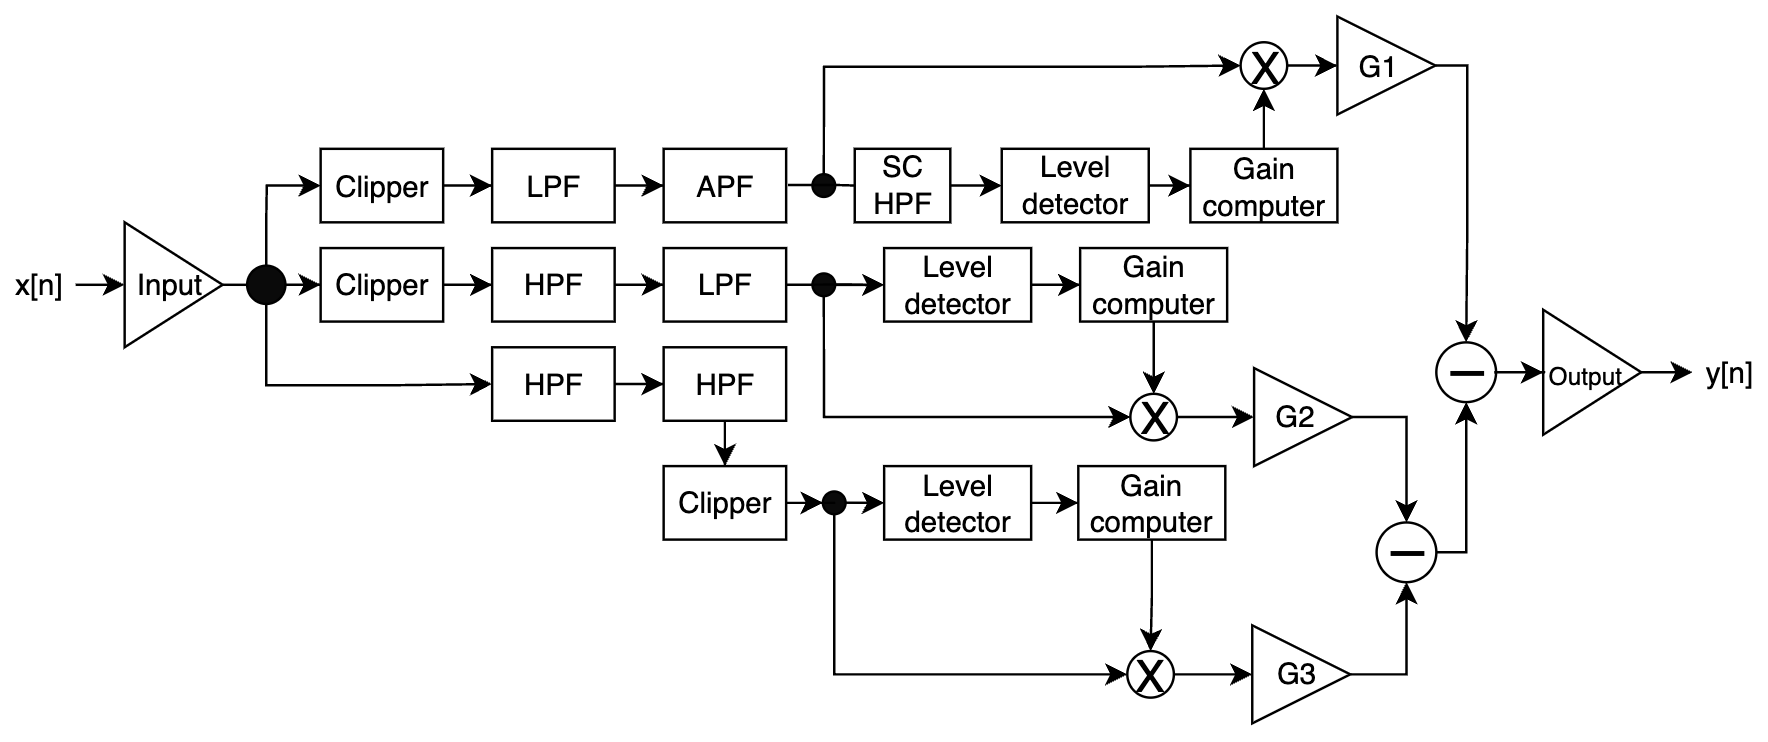 X
G1
Clipper
LPF
APF
SC
HPF
Level
detector
Gain
computer
x[n]
Input
Clipper
HPF
LPF
Level
detector
Gain
computer
HPF
HPF
X
G2
−
Output
y[n]
Clipper
Level
detector
Gain
computer
−
X
G3